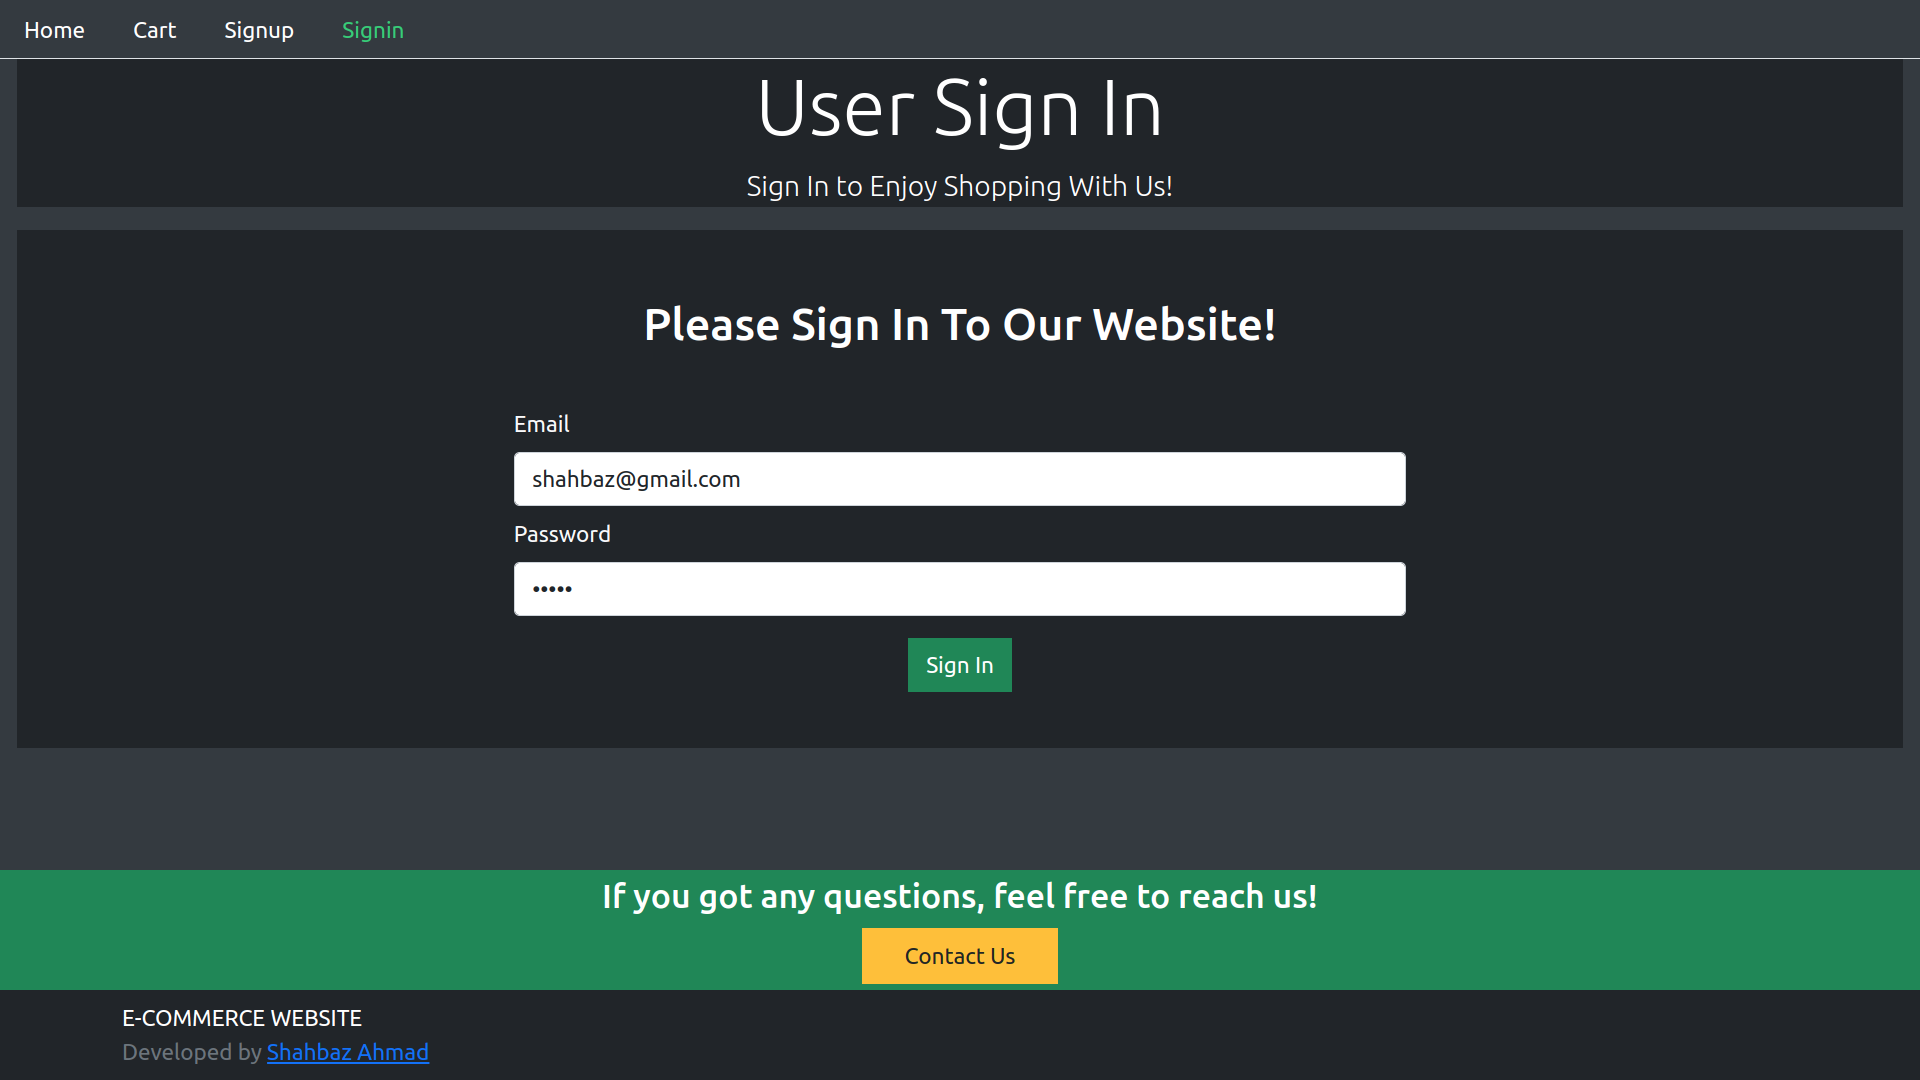 Home Cart Signup Signin
User Sign In
Sign In to Enjoy Shopping With Us!
Please Sign In To Our Website!
Email
shahbaz@gmail.com
Password
•••••
Sign In
If you got any questions, feel free to reach us!
Contact Us
E-COMMERCE WEBSITE
Developed by Shahbaz Ahmad